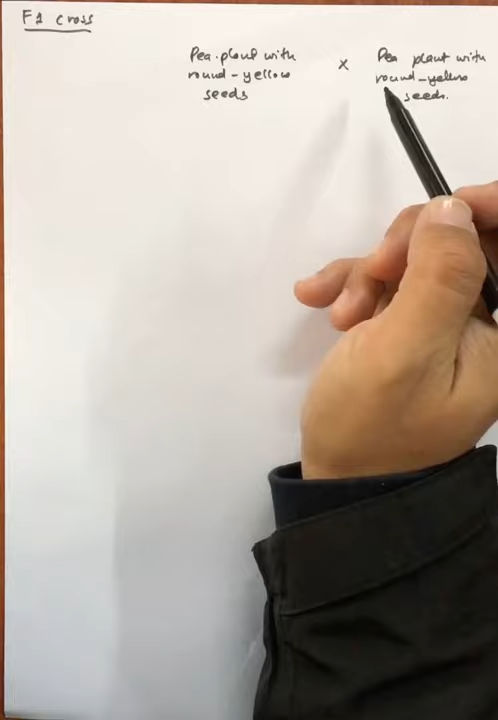 F1 cross
Pea plant with
round-yellow
seeds
x
Pea plant with
round-yellow
seeds.